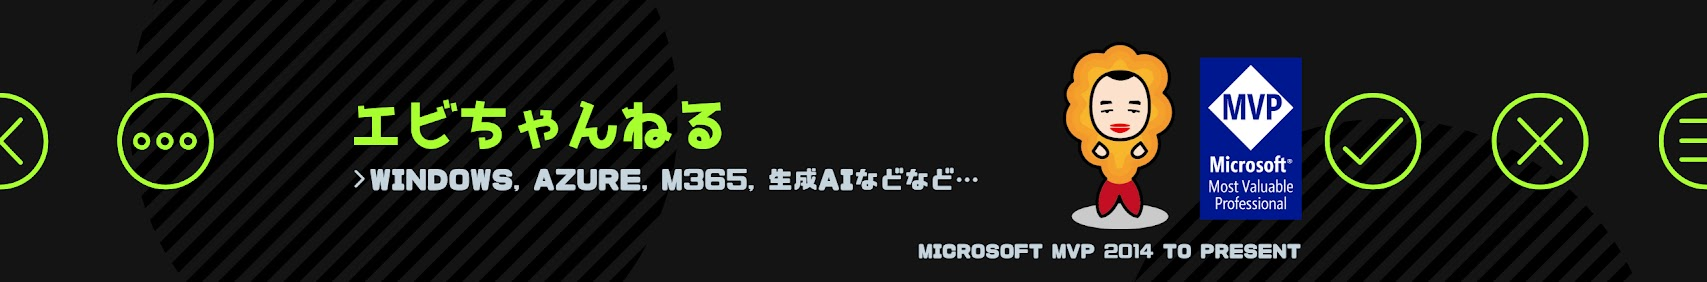 エビちゃんねる
>WINDOWS, AZURE, M365, 生成AIなどなど…
MVP
Microsoft®
Most Valuable
Professional
MICROSOFT MVP 2014 TO PRESENT